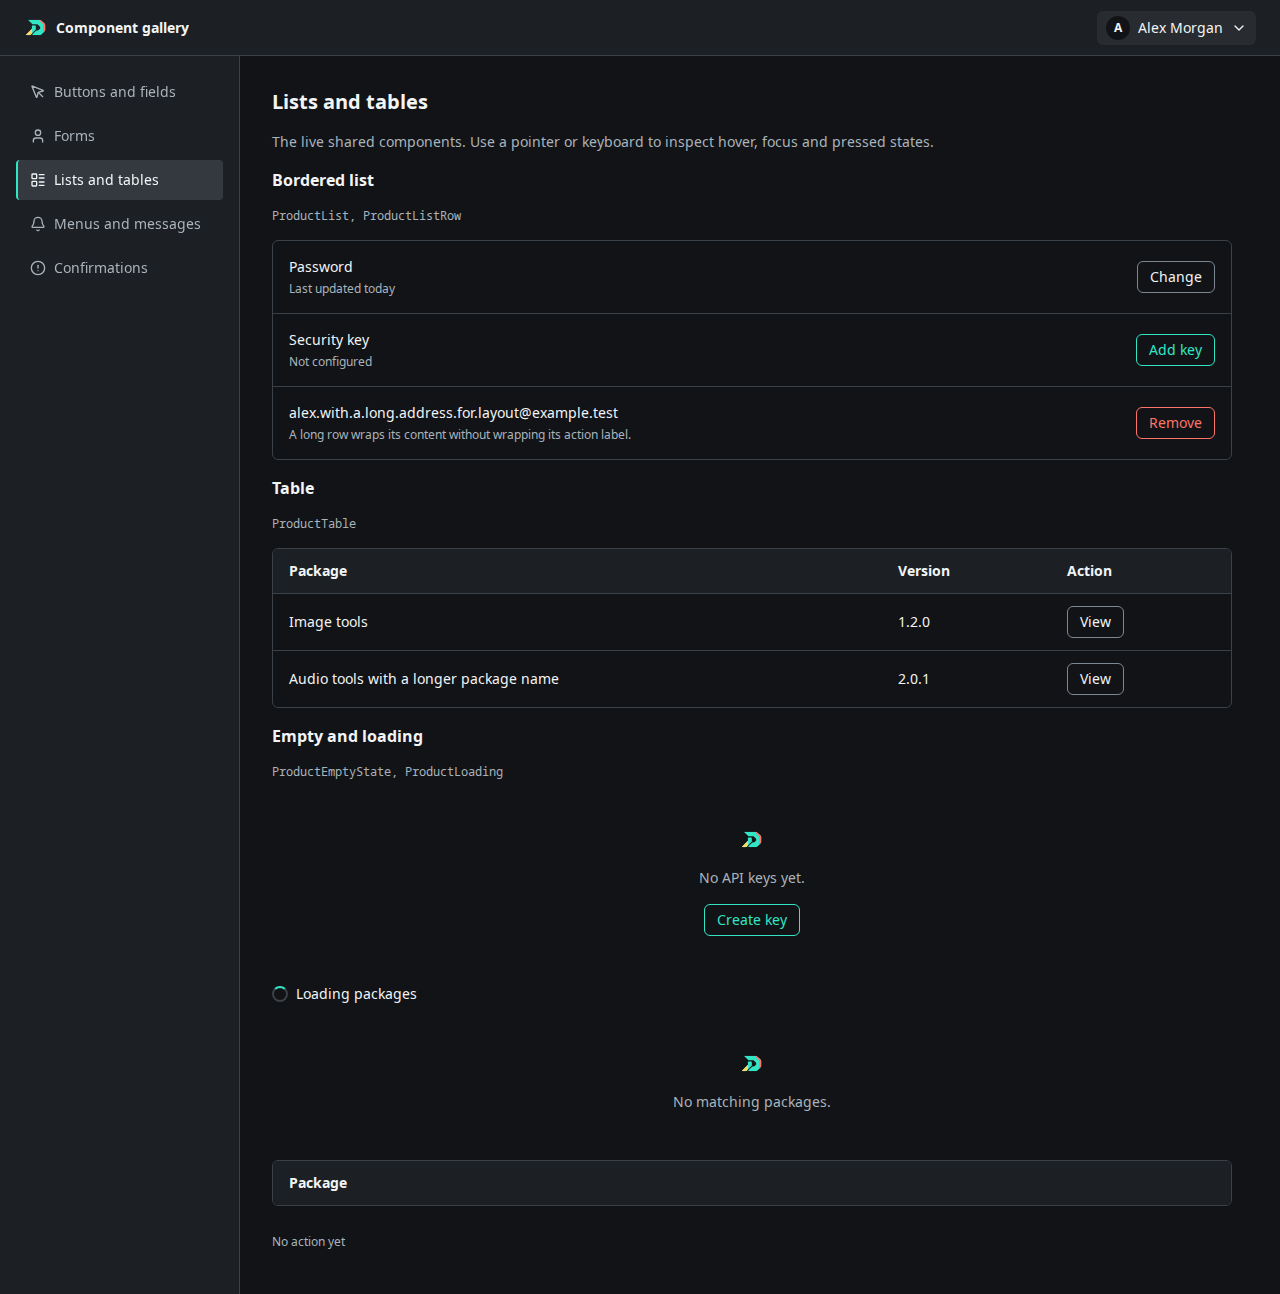 Component gallery
A
Alex Morgan
Buttons and fields
Forms
Lists and tables
Menus and messages
Confirmations
Lists and tables
The live shared components. Use a pointer or keyboard to inspect hover, focus and pressed states.
Bordered list
ProductList, ProductListRow
Password
Last updated today
Change
Security key
Not configured
Add key
alex.with.a.long.address.for.layout@example.test
A long row wraps its content without wrapping its action label.
Remove
Table
ProductTable
Package Version Action
Image tools 1.2.0 View
Audio tools with a longer package name 2.0.1 View
Empty and loading
ProductEmptyState, ProductLoading
No API keys yet.
Create key
Loading packages
No matching packages.
Package
No action yet